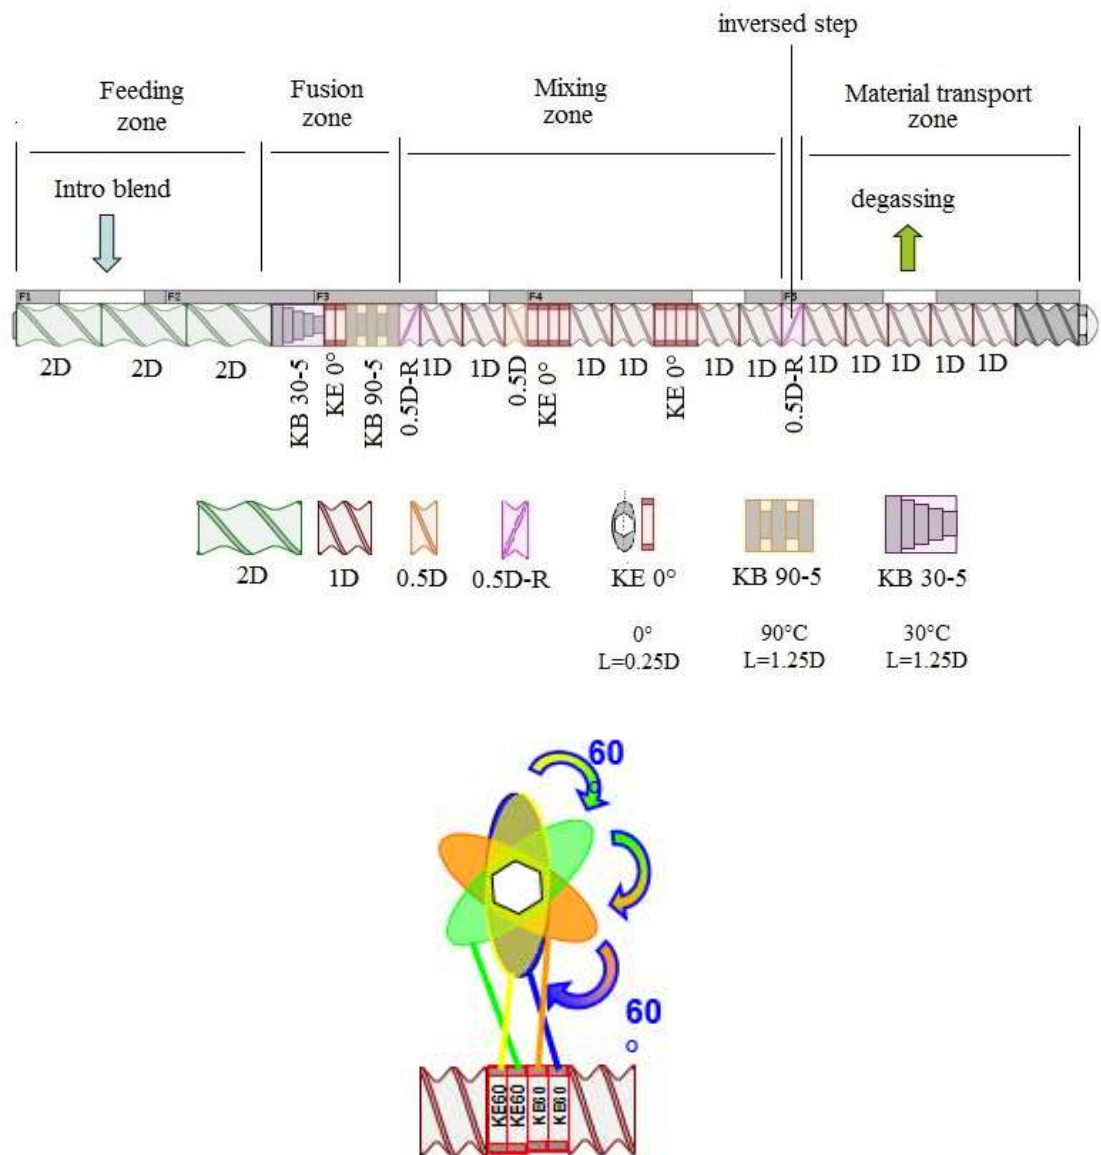 inversed step
Feeding
zone
Fusion
zone
Mixing
zone
Material transport
zone
Intro blend
degassing
F1
F2
F3
F4
F5
2D
2D
2D
KB 30-5
KE 0°
KB 90-5
0.5D-R
1D
1D
0.5D
KE 0°
1D
1D
KE 0°
1D
1D
0.5D-R
1D
1D
1D
1D
1D
2D
1D
0.5D
0.5D-R
KE 0°
KB 90-5
KB 30-5
0°
90°C
30°C
L=0.25D
L=1.25D
L=1.25D
60
°
60
°
KE60
KE60
KE60
KE60